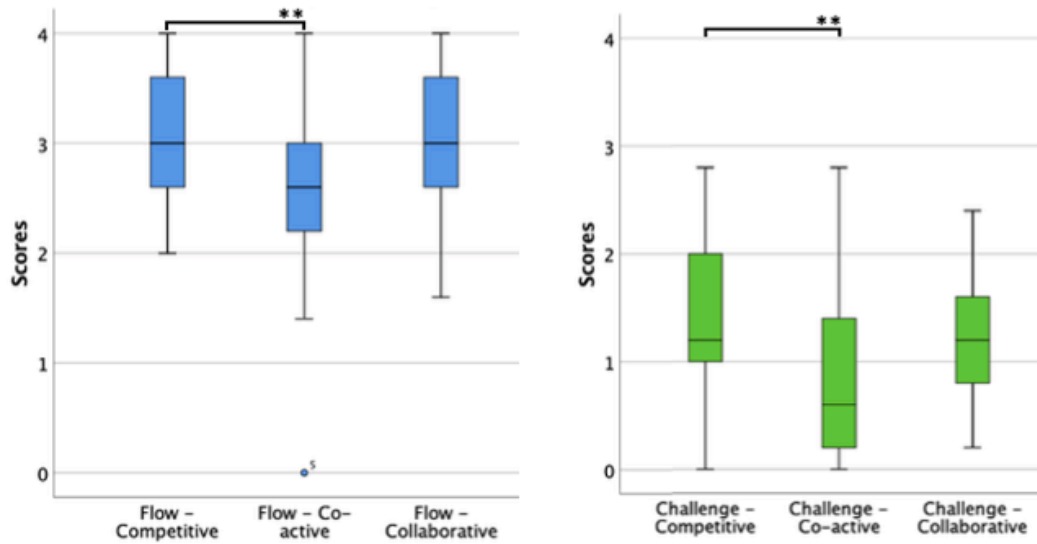 **
4
3
2
1
0
Scores
5
Flow –
Competitive
Flow – Co-
active
Flow –
Collaborative
**
4
3
2
1
0
Scores
Challenge –
Competitive
Challenge –
Co-active
Challenge –
Collaborative